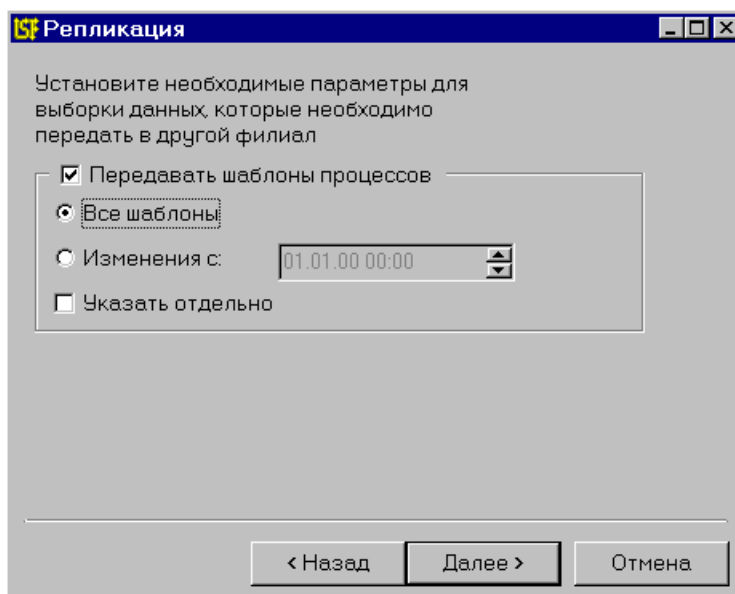 ISF Репликация
Установите необходимые параметры для
выборки данных, которые необходимо
передать в другой филиал
Передавать шаблоны процессов
Все шаблоны
Изменения с: 01.01.00 00:00
Указать отдельно
< Назад Далее > Отмена